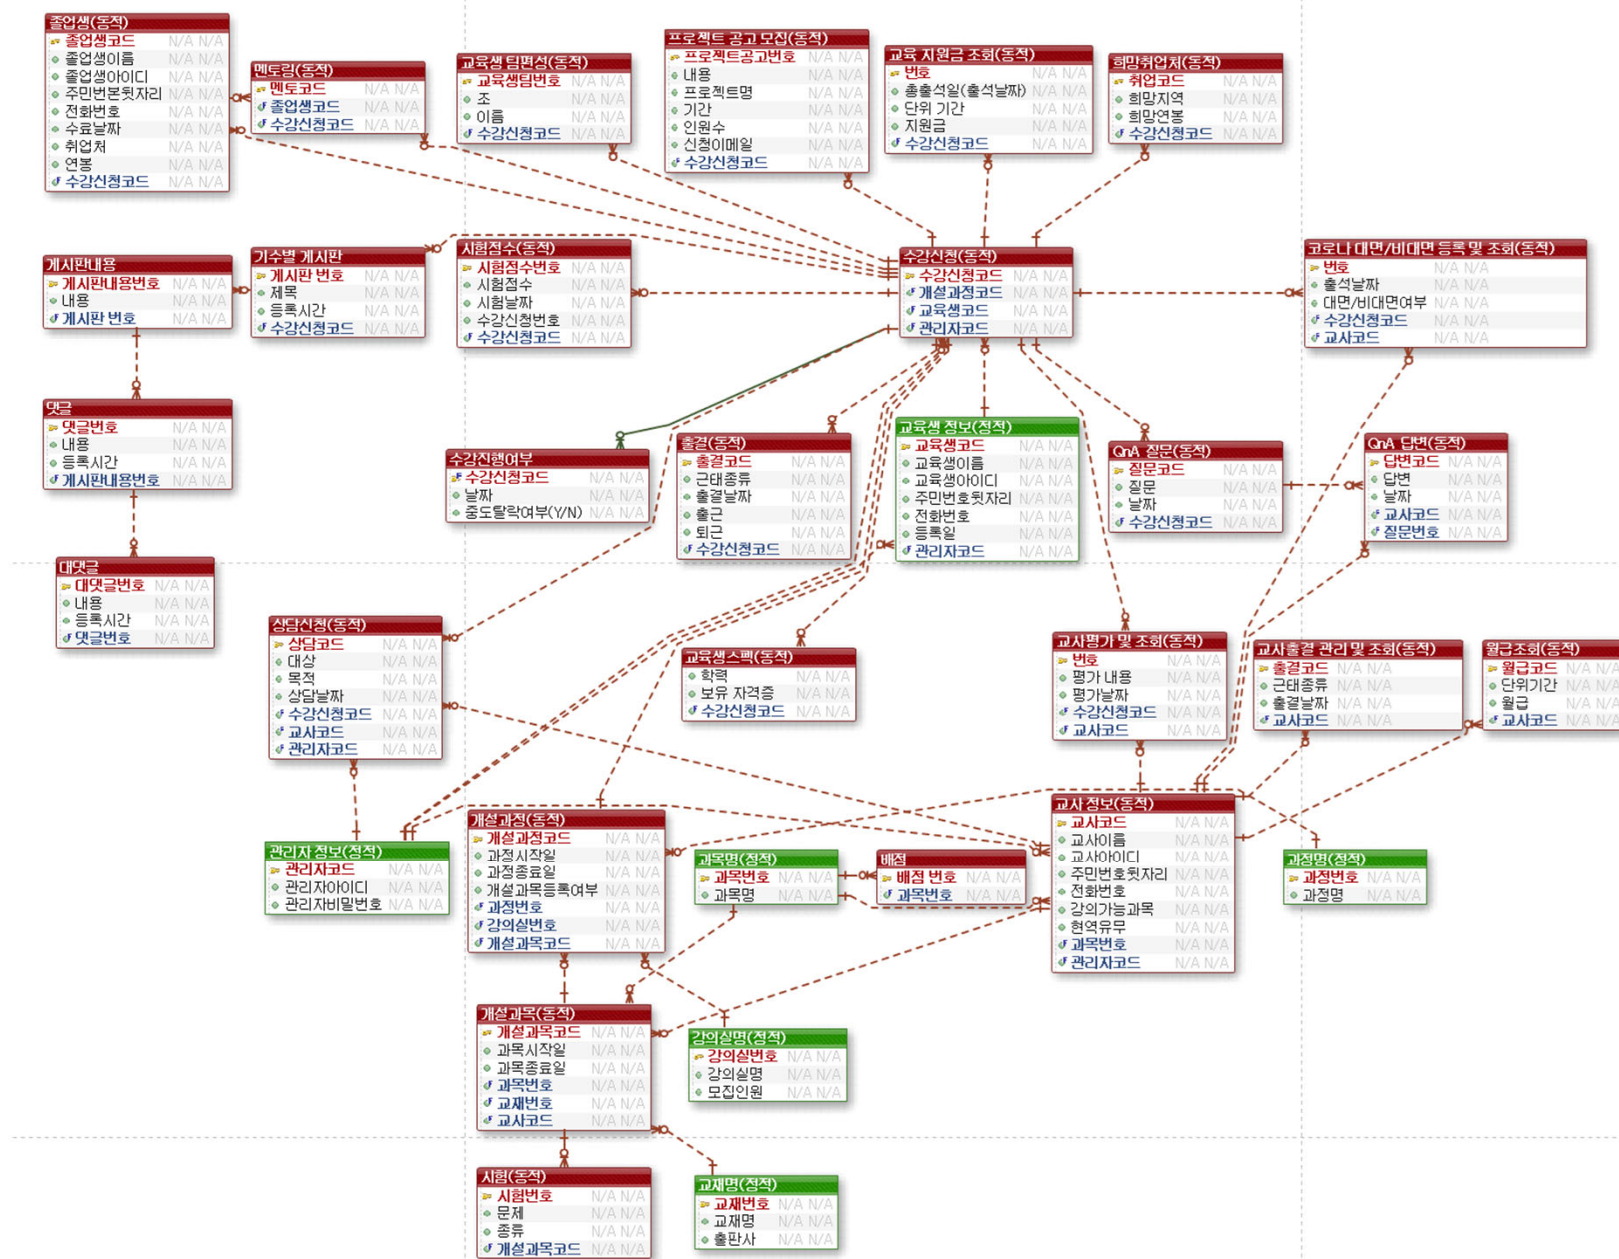 졸업생(동적)
졸업생코드 N/A N/A
졸업생이름 N/A N/A
졸업생아이디 N/A N/A
주민번본뒷자리 N/A N/A
전화번호 N/A N/A
수료날짜 N/A N/A
취업처 N/A N/A
연봉 N/A N/A
수강신청코드 N/A N/A
멘토링(동적)
멘토코드 N/A N/A
졸업생코드 N/A N/A
수강신청코드 N/A N/A
교육생 팀편성(동적)
교육생팀번호 N/A N/A
조 N/A N/A
이름 N/A N/A
수강신청코드 N/A N/A
프로젝트 공고 모집(동적)
프로젝트공고번호 N/A N/A
내용 N/A N/A
프로젝트명 N/A N/A
기간 N/A N/A
인원수 N/A N/A
신청이메일 N/A N/A
수강신청코드 N/A N/A
교육 지원금 조회(동적)
번호 N/A N/A
총출석일(출석날짜) N/A N/A
단위 기간 N/A N/A
지원금 N/A N/A
수강신청코드 N/A N/A
희망취업처(동적)
취업코드 N/A N/A
희망지역 N/A N/A
희망연봉 N/A N/A
수강신청코드 N/A N/A
게시판내용
게시판내용번호 N/A N/A
내용 N/A N/A
게시판 번호 N/A N/A
기수별 게시판
게시판 번호 N/A N/A
제목 N/A N/A
등록시간 N/A N/A
수강신청코드 N/A N/A
시험점수(동적)
시험점수번호 N/A N/A
시험점수 N/A N/A
시험날짜 N/A N/A
수강신청번호 N/A N/A
수강신청코드 N/A N/A
수강신청(동적)
수강신청코드 N/A N/A
개설과정코드 N/A N/A
교육생코드 N/A N/A
관리자코드 N/A N/A
코로나 대면/비대면 등록 및 조회(동적)
번호 N/A N/A
출석날짜 N/A N/A
대면/비대면여부 N/A N/A
수강신청코드 N/A N/A
교사코드 N/A N/A
댓글
댓글번호 N/A N/A
내용 N/A N/A
등록시간 N/A N/A
게시판내용번호 N/A N/A
수강진행여부
수강신청코드 N/A N/A
날짜 N/A N/A
중도탈락여부(Y/N) N/A N/A
출결(동적)
출결코드 N/A N/A
근태종류 N/A N/A
출결날짜 N/A N/A
출근 N/A N/A
퇴근 N/A N/A
수강신청코드 N/A N/A
교육생 정보(정적)
교육생코드 N/A N/A
교육생이름 N/A N/A
교육생아이디 N/A N/A
주민번호뒷자리 N/A N/A
전화번호 N/A N/A
등록일 N/A N/A
관리자코드 N/A N/A
QnA 질문(동적)
질문코드 N/A N/A
질문 N/A N/A
날짜 N/A N/A
수강신청코드 N/A N/A
QnA 답변(동적)
답변코드 N/A N/A
답변 N/A N/A
날짜 N/A N/A
교사코드 N/A N/A
질문번호 N/A N/A
대댓글
대댓글번호 N/A N/A
내용 N/A N/A
등록시간 N/A N/A
댓글번호 N/A N/A
상담신청(동적)
상담코드 N/A N/A
대상 N/A N/A
목적 N/A N/A
상담날짜 N/A N/A
수강신청코드 N/A N/A
교사코드 N/A N/A
관리자코드 N/A N/A
교육생스펙(동적)
학력 N/A N/A
보유 자격증 N/A N/A
수강신청코드 N/A N/A
교사평가 및 조회(동적)
번호 N/A N/A
평가 내용 N/A N/A
평가날짜 N/A N/A
수강신청코드 N/A N/A
교사코드 N/A N/A
교사출결 관리 및 조회(동적)
출결코드 N/A N/A
근태종류 N/A N/A
출결날짜 N/A N/A
교사코드 N/A N/A
월급조회(동적)
월급코드 N/A N/A
단위기간 N/A N/A
월급 N/A N/A
교사코드 N/A N/A
관리자 정보(정적)
관리자코드 N/A N/A
관리자아이디 N/A N/A
관리자비밀번호 N/A N/A
개설과정(동적)
개설과정코드 N/A N/A
과정시작일 N/A N/A
과정종료일 N/A N/A
개설과목등록여부 N/A N/A
과정번호 N/A N/A
강의실번호 N/A N/A
개설과목코드 N/A N/A
과목명(정적)
과목번호 N/A N/A
과목명 N/A N/A
배점
배점 번호 N/A N/A
과목번호 N/A N/A
교사 정보(동적)
교사코드 N/A N/A
교사이름 N/A N/A
교사아이디 N/A N/A
주민번호뒷자리 N/A N/A
전화번호 N/A N/A
강의가능과목 N/A N/A
현역유무 N/A N/A
과목번호 N/A N/A
관리자코드 N/A N/A
과정명(정적)
과정번호 N/A N/A
과정명 N/A N/A
개설과목(동적)
개설과목코드 N/A N/A
과목시작일 N/A N/A
과목종료일 N/A N/A
과목번호 N/A N/A
교재번호 N/A N/A
교사코드 N/A N/A
강의실명(정적)
강의실번호 N/A N/A
강의실명 N/A N/A
모집인원 N/A N/A
시험(동적)
시험번호 N/A N/A
문제 N/A N/A
종류 N/A N/A
개설과목코드 N/A N/A
교재명(정적)
교재번호 N/A N/A
교재명 N/A N/A
출판사 N/A N/A